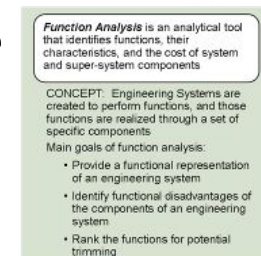 Function Analysis is an analytical tool
that identifies functions, their
characteristics, and the cost of system
and super-system components
CONCEPT: Engineering Systems are
created to perform functions, and those
functions are realized through a set of
specific components
Main goals of function analysis:
• Provide a functional representation
of an engineering system
• Identify functional disadvantages of
the components of an engineering
system
• Rank the functions for potential
trimming